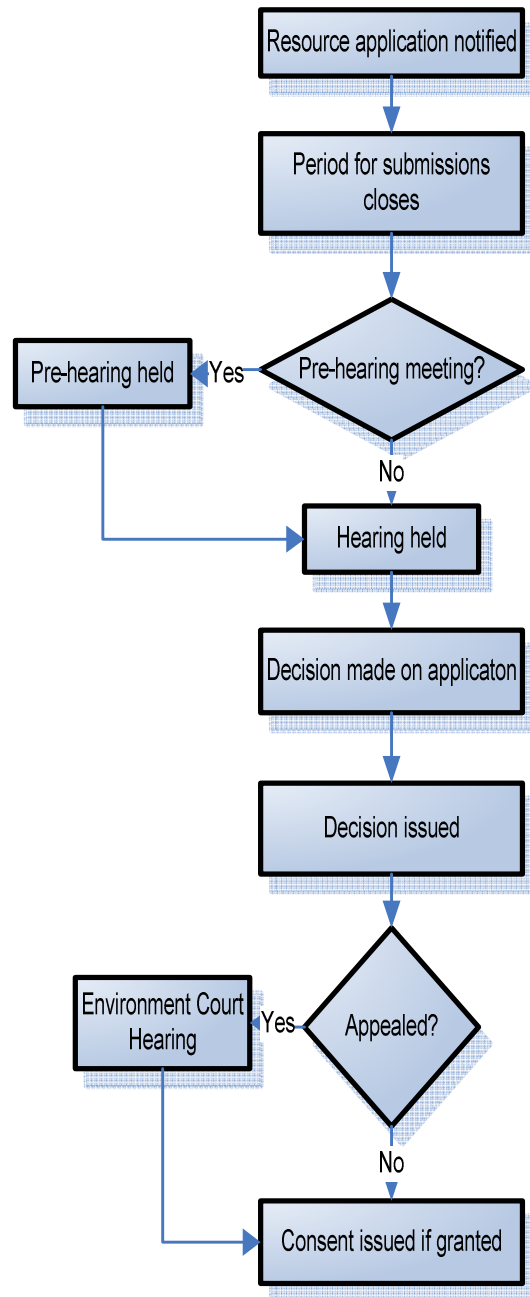 Resource application notified
Period for submissions
closes
Pre-hearing meeting?
Yes
Pre-hearing held
No
Hearing held
Decision made on applicaton
Decision issued
Appealed?
Yes
Environment Court
Hearing
No
Consent issued if granted